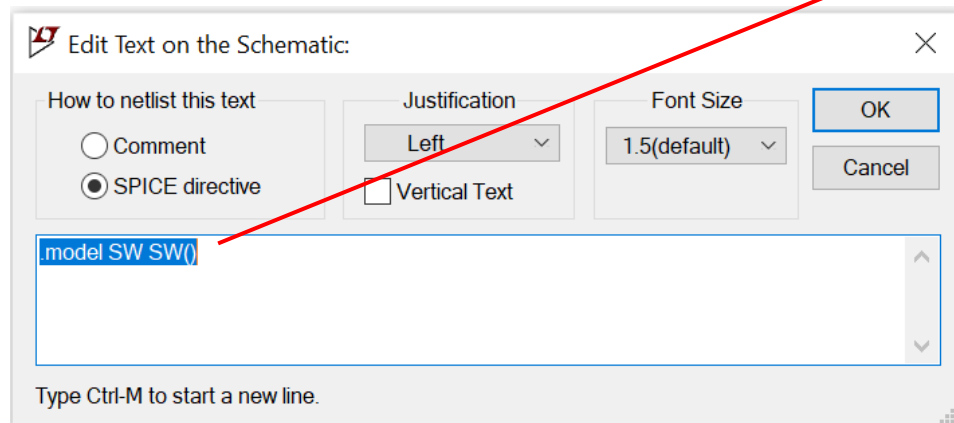 Edit Text on the Schematic:
How to netlist this text
Justification
Font Size
Comment
SPICE directive
Left
Vertical Text
1.5(default)
OK
Cancel
.model SW SW()
Type Ctrl-M to start a new line.